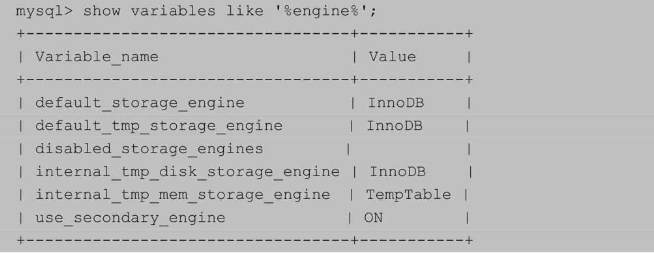 mysql> show variables like '%engine%';
+---------------------------------+-----------+
| Variable_name                   | Value     |
+---------------------------------+-----------+
| default_storage_engine          | InnoDB    |
| default_tmp_storage_engine      | InnoDB    |
| disabled_storage_engines        |           |
| internal_tmp_disk_storage_engine | InnoDB    |
| internal_tmp_mem_storage_engine | TempTable |
| use_secondary_engine            | ON        |
+---------------------------------+-----------+